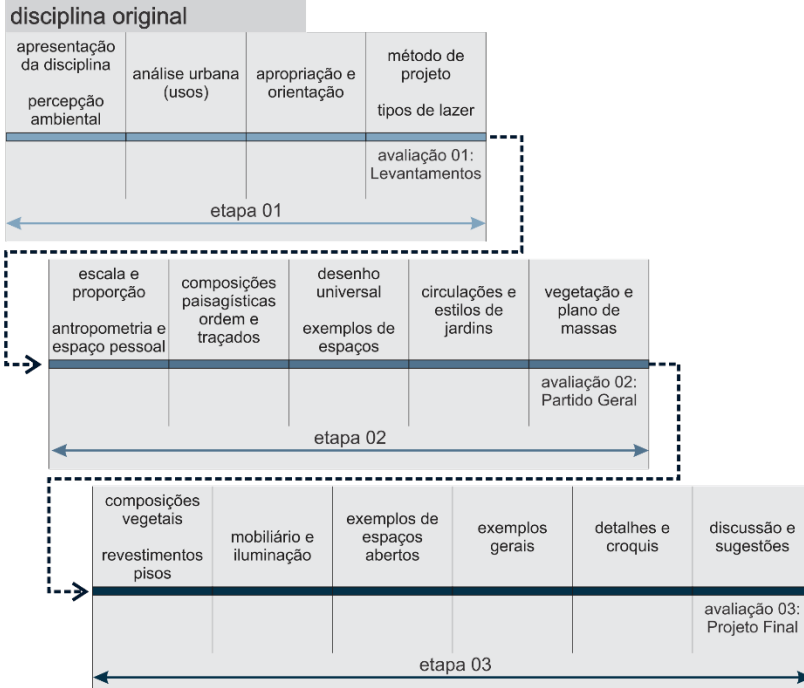 disciplina original
apresentação
da disciplina
percepção
ambiental
análise urbana
(usos)
apropriação e
orientação
método de
projeto
tipos de lazer
avaliação 01:
Levantamentos
etapa 01
escala e
proporção
antropometria e
espaço pessoal
composições
paisagísticas
ordem e
traçados
desenho
universal
exemplos de
espaços
circulações e
estilos de
jardins
vegetação e
plano de
massas
avaliação 02:
Partido Geral
etapa 02
composições
vegetais
revestimentos
pisos
mobiliário e
iluminação
exemplos de
espaços
abertos
exemplos
gerais
detalhes e
croquis
discussão e
sugestões
avaliação 03:
Projeto Final
etapa 03